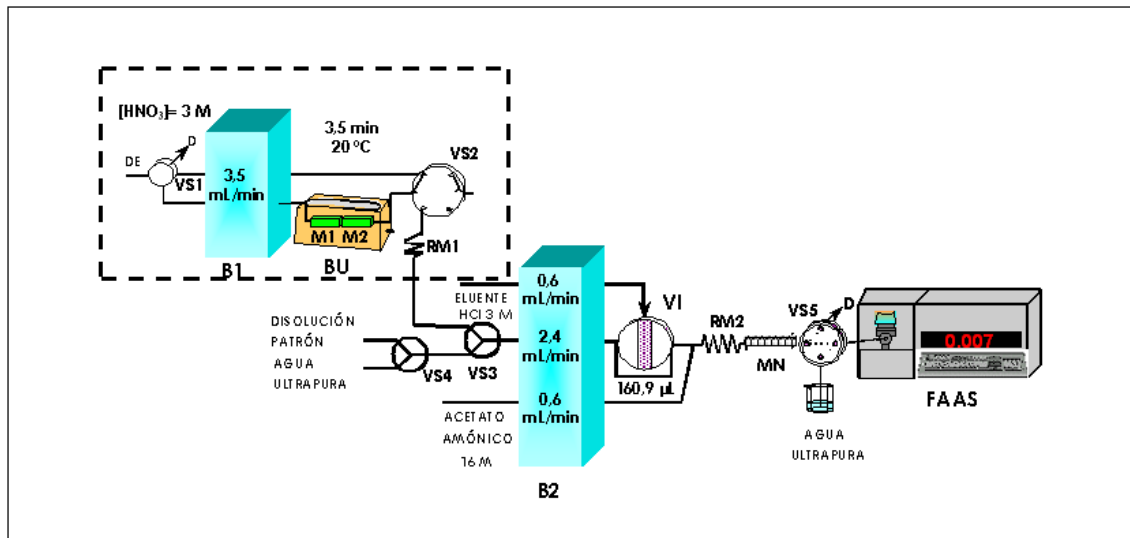 [HNO3]= 3 M
D
3,5 min
20 ºC
DE
VS1
VS2
3,5
mL/min
M1 M2
B1
BU
RM1
ELUENTE
HCl 3 M
0,6
mL/min
VI
VS5
D
RM2
0.007
DISOLUCIÓN
PATRÓN
AGUA
ULTRAPURA
VS4
VS3
2,4
mL/min
160,9 µL
MN
FAAS
ACETATO
AMÓNICO
16 M
0,6
mL/min
AGUA
ULTRAPURA
B2